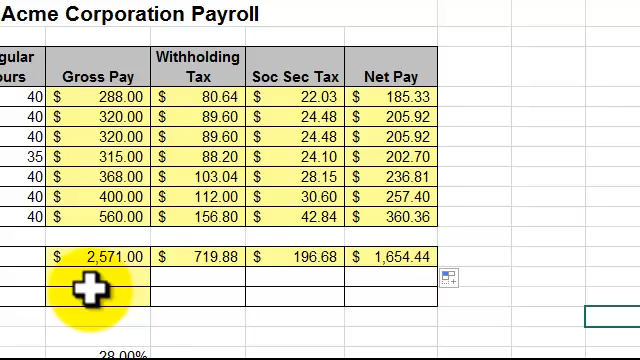 Acme Corporation Payroll
gular Withholding
ours Gross Pay Tax Soc Sec Tax Net Pay
40 $ 288.00 $ 80.64 $ 22.03 $ 185.33
40 $ 320.00 $ 89.60 $ 24.48 $ 205.92
40 $ 320.00 $ 89.60 $ 24.48 $ 205.92
35 $ 315.00 $ 88.20 $ 24.10 $ 202.70
40 $ 368.00 $ 103.04 $ 28.15 $ 236.81
40 $ 400.00 $ 112.00 $ 30.60 $ 257.40
40 $ 560.00 $ 156.80 $ 42.84 $ 360.36
$ 2,571.00 $ 719.88 $ 196.68 $ 1,654.44
28.00%